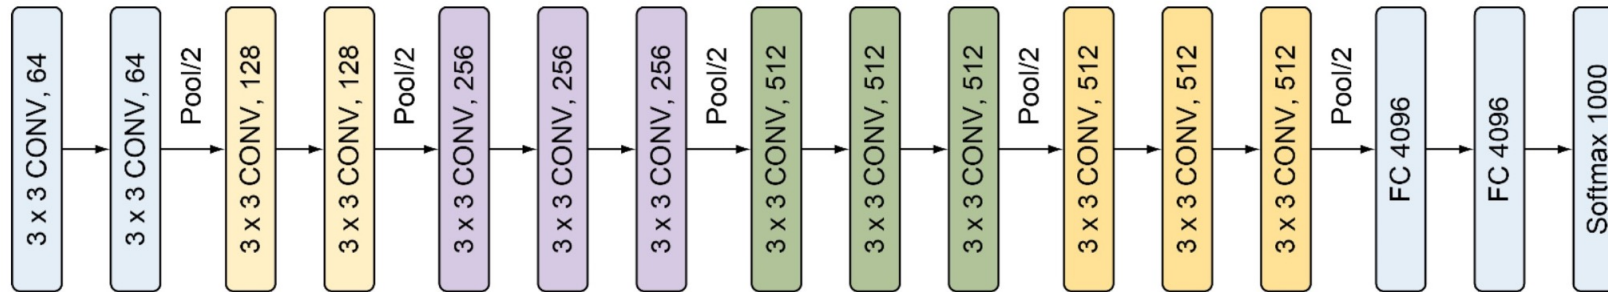 3 x 3 CONV, 64
3 x 3 CONV, 64
Pool/2
3 x 3 CONV, 128
3 x 3 CONV, 128
Pool/2
3 x 3 CONV, 256
3 x 3 CONV, 256
3 x 3 CONV, 256
Pool/2
3 x 3 CONV, 512
3 x 3 CONV, 512
3 x 3 CONV, 512
Pool/2
3 x 3 CONV, 512
3 x 3 CONV, 512
3 x 3 CONV, 512
Pool/2
FC 4096
FC 4096
Softmax 1000